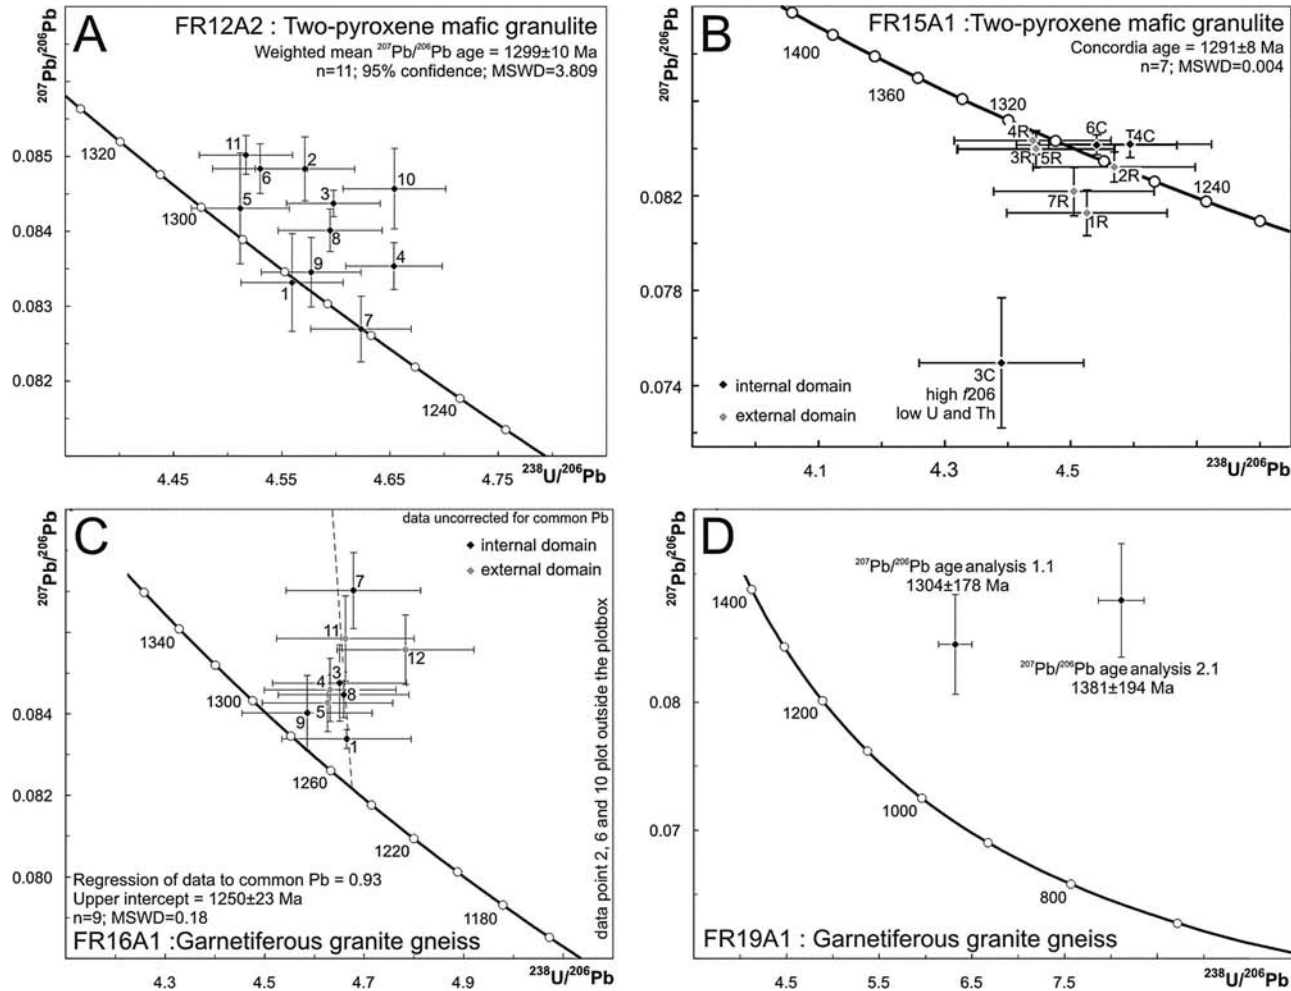 A
FR12A2 : Two-pyroxene mafic granulite
Weighted mean ²⁰⁷Pb/²⁰⁶Pb age = 1299±10 Ma
n=11; 95% confidence; MSWD=3.809
²⁰⁷Pb/²⁰⁶Pb
0.085
0.084
0.083
0.082
1320
1300
1240
11
6
2
10
5
3
8
4
9
1
7
4.45
4.55
4.65
4.75
²³⁸U/²⁰⁶Pb
B
FR15A1 :Two-pyroxene mafic granulite
Concordia age = 1291±8 Ma
n=7; MSWD=0.004
²⁰⁷Pb/²⁰⁶Pb
0.082
0.078
0.074
1400
1360
1320
1240
4R
6C
4C
3R
5R
2R
7R
1R
3C
high f206
low U and Th
internal domain
external domain
4.1
4.3
4.5
²³⁸U/²⁰⁶Pb
C
data uncorrected for common Pb
internal domain
external domain
²⁰⁷Pb/²⁰⁶Pb
0.084
0.082
0.080
1340
1300
1260
1220
1180
7
11
12
3
4
8
5
9
1
data point 2, 6 and 10 plot outside the plotbox
Regression of data to common Pb = 0.93
Upper intercept = 1250±23 Ma
n=9; MSWD=0.18
FR16A1 :Garnetiferous granite gneiss
4.3
4.5
4.7
4.9
²³⁸U/²⁰⁶Pb
D
²⁰⁷Pb/²⁰⁶Pb
0.08
0.07
1400
1200
1000
800
²⁰⁷Pb/²⁰⁶Pb age analysis 1.1
1304±178 Ma
²⁰⁷Pb/²⁰⁶Pb age analysis 2.1
1381±194 Ma
FR19A1 : Garnetiferous granite gneiss
4.5
5.5
6.5
7.5
²³⁸U/²⁰⁶Pb